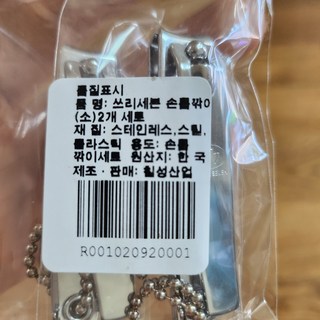 품질표시
품 명: 쓰리세븐 손톱깎이
(소)2개 세트
재 질: 스테인레스,스틸,
플라스틱 용도: 손톱
깎이세트 원산지: 한 국
제조·판매: 칠성산업
R001020920001